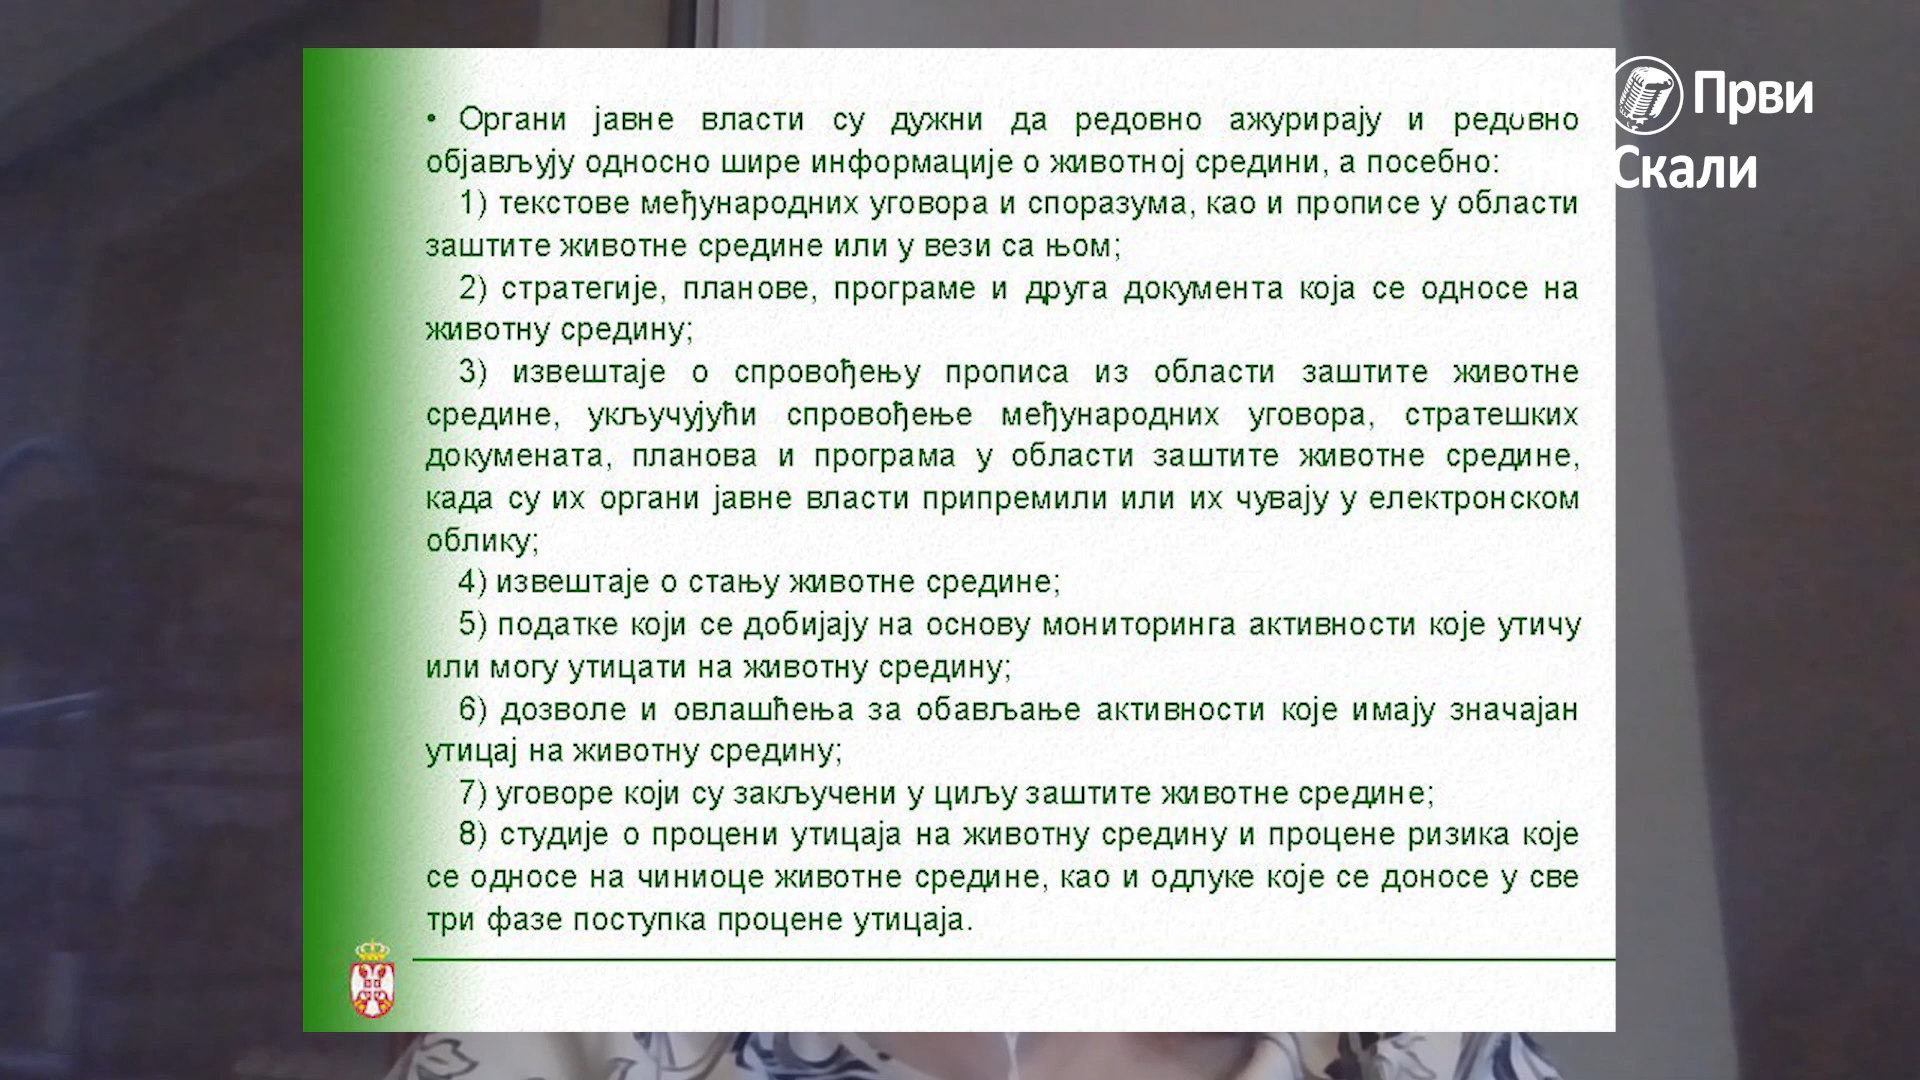 • Органи јавне власти су дужни да редовно ажурирају и редовно
објављују односно шире информације о животној средини, а посебно:
1) текстове међународних уговора и споразума, као и прописе у области
заштите животне средине или у вези са њом;
2) стратегије, планове, програме и друга документа која се односе на
животну средину;
3) извештаје о спровођењу прописа из области заштите животне
средине, укључујући спровођење међународних уговора, стратешких
докумената, планова и програма у области заштите животне средине,
када су их органи јавне власти припремили или их чувају у електронском
облику;
4) извештаје о стању животне средине;
5) податке који се добијају на основу мониторинга активности које утичу
или могу утицати на животну средину;
6) дозволе и овлашћења за обављање активности које имају значајан
утицај на животну средину;
7) уговоре који су закључени у циљу заштите животне средине;
8) студије о процени утицаја на животну средину и процене ризика које
се односе на чиниоце животне средине, као и одлуке које се доносе у све
три фазе поступка процене утицаја.
Први
Скали